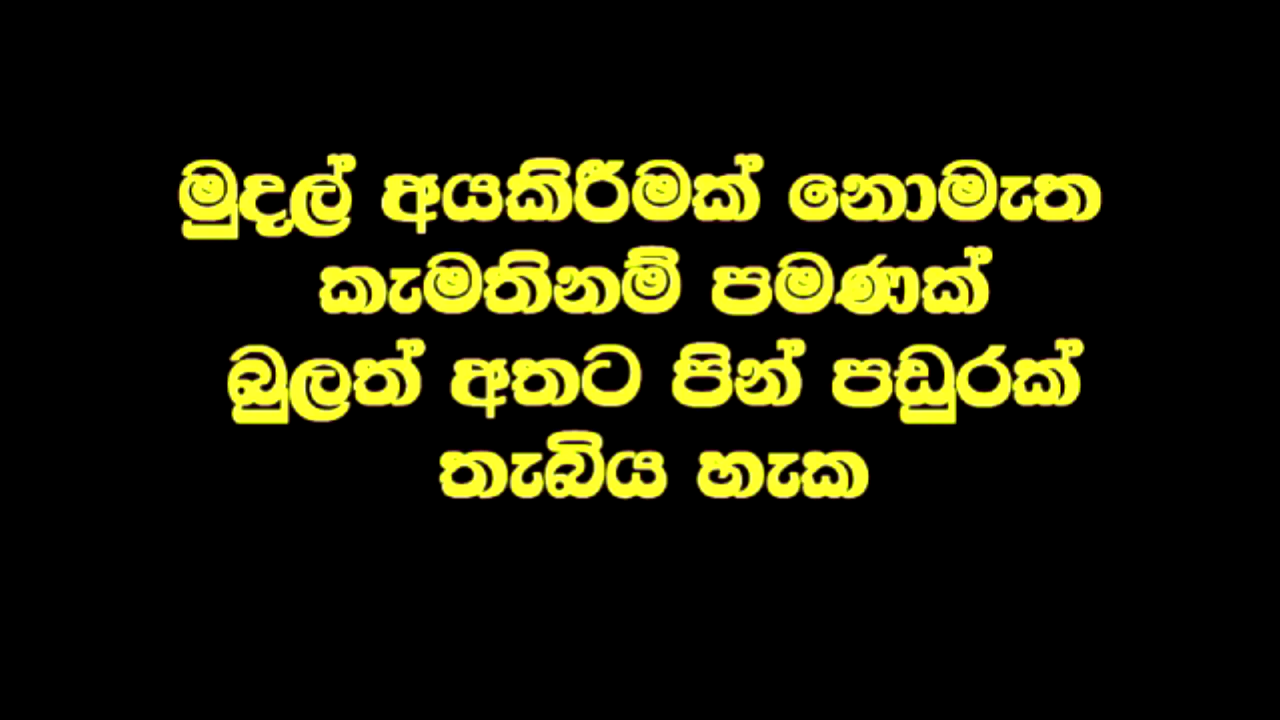 මුදල් අයකිරීමක් නොමැත
කැමතිනම් පමණක්
බුලත් අතට පින් පඩුරක්
තැබිය හැක